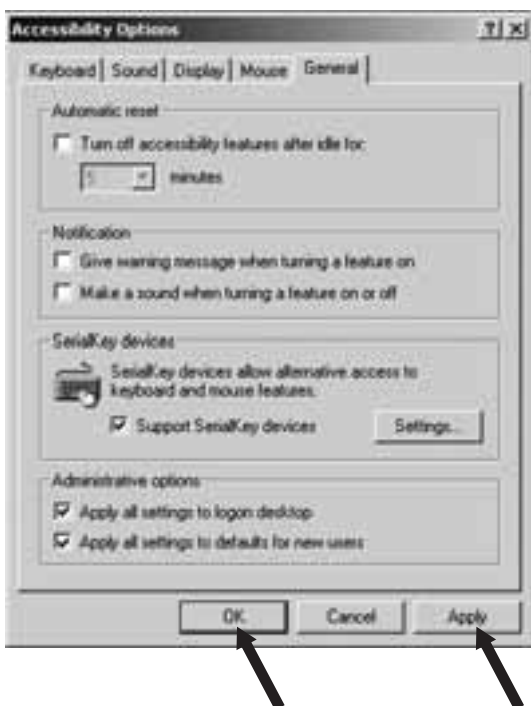 Accessibility Options
Keyboard Sound Display Mouse General
Automatic reset
Turn off accessibility features after idle for:
5 minutes
Notification
Give warning message when turning a feature on
Make a sound when turning a feature on or off
SerialKey devices
SerialKey devices allow alternative access to
keyboard and mouse features.
Support SerialKey devices Settings...
Administrative options
Apply all settings to logon desktop
Apply all settings to defaults for new users
OK Cancel Apply